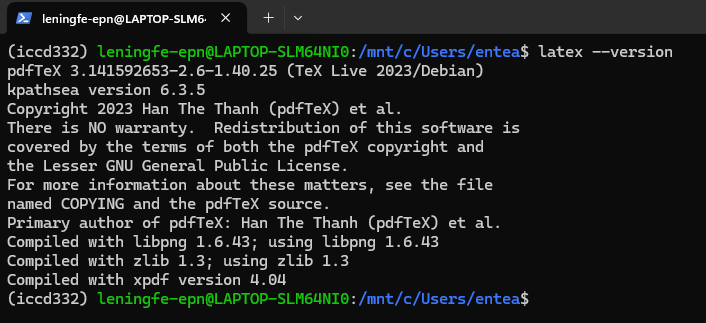 leningfe-epn@LAPTOP-SLM64
(iccd332) leningfe-epn@LAPTOP-SLM64NI0:/mnt/c/Users/entea$ latex --version
pdfTeX 3.141592653-2.6-1.40.25 (TeX Live 2023/Debian)
kpathsea version 6.3.5
Copyright 2023 Han The Thanh (pdfTeX) et al.
There is NO warranty.  Redistribution of this software is
covered by the terms of both the pdfTeX copyright and
the Lesser GNU General Public License.
For more information about these matters, see the file
named COPYING and the pdfTeX source.
Primary author of pdfTeX: Han The Thanh (pdfTeX) et al.
Compiled with libpng 1.6.43; using libpng 1.6.43
Compiled with zlib 1.3; using zlib 1.3
Compiled with xpdf version 4.04
(iccd332) leningfe-epn@LAPTOP-SLM64NI0:/mnt/c/Users/entea$